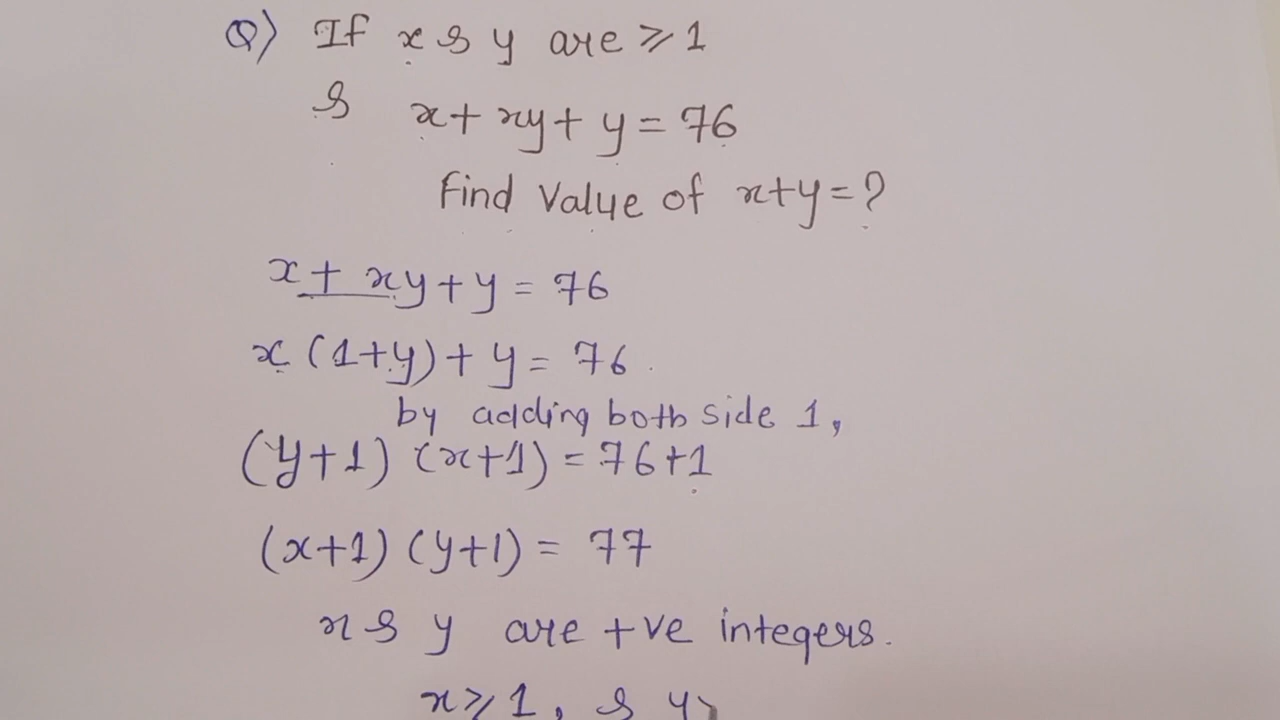 Q) If x & y are ≥ 1
& x + xy + y = 76
Find Value of x+y = ?
x + xy + y = 76
x (1+y) + y = 76
by adding both side 1,
(y+1) (x+1) = 76+1
(x+1) (y+1) = 77
x & y are +ve integers.
x ≥ 1, & y